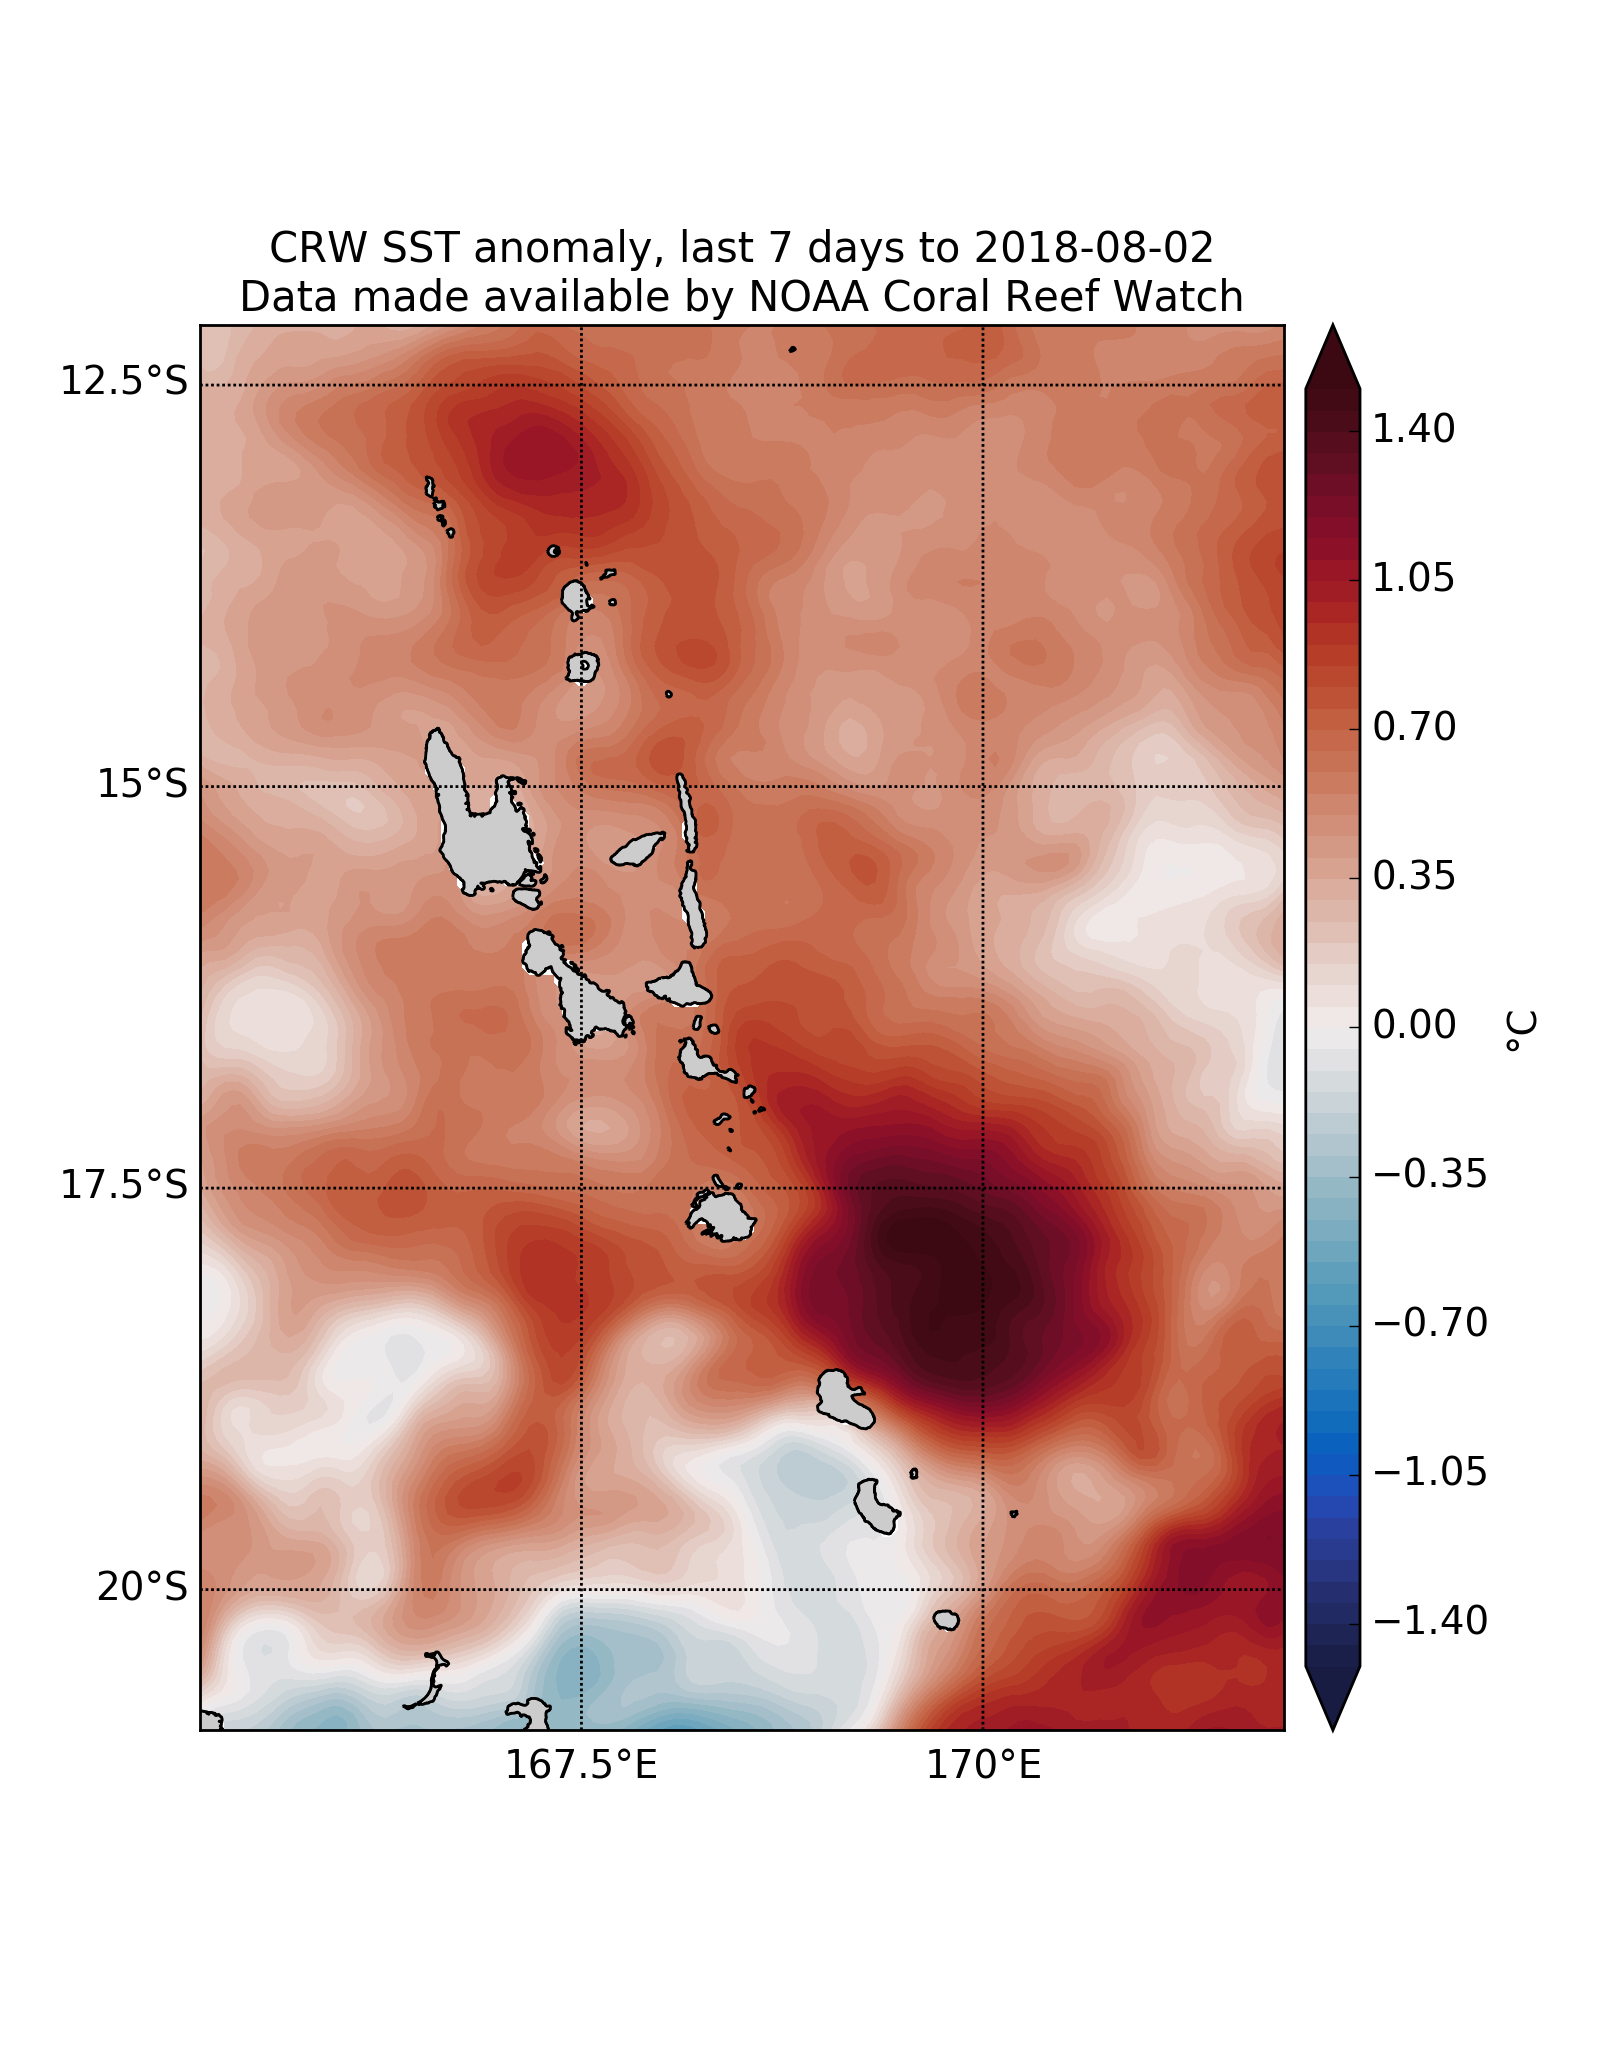 CRW SST anomaly, last 7 days to 2018-08-02
Data made available by NOAA Coral Reef Watch
12.5°S
15°S
17.5°S
20°S
167.5°E
170°E
1.40
1.05
0.70
0.35
0.00
−0.35
−0.70
−1.05
−1.40
°C